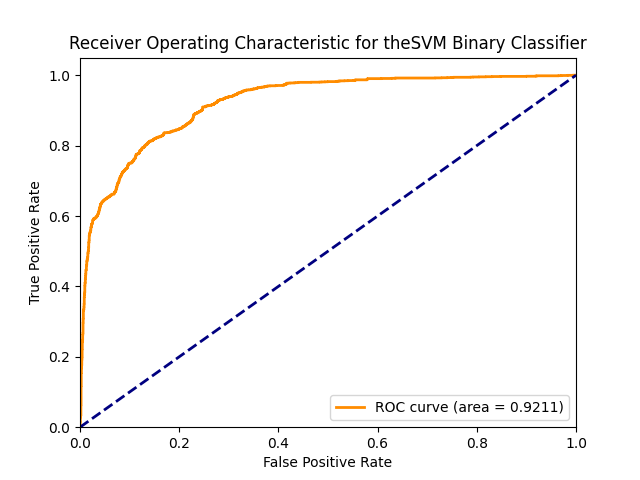 Receiver Operating Characteristic for theSVM Binary Classifier
1.0
0.8
0.6
0.4
0.2
0.0
True Positive Rate
ROC curve (area = 0.9211)
0.0 0.2 0.4 0.6 0.8 1.0
False Positive Rate